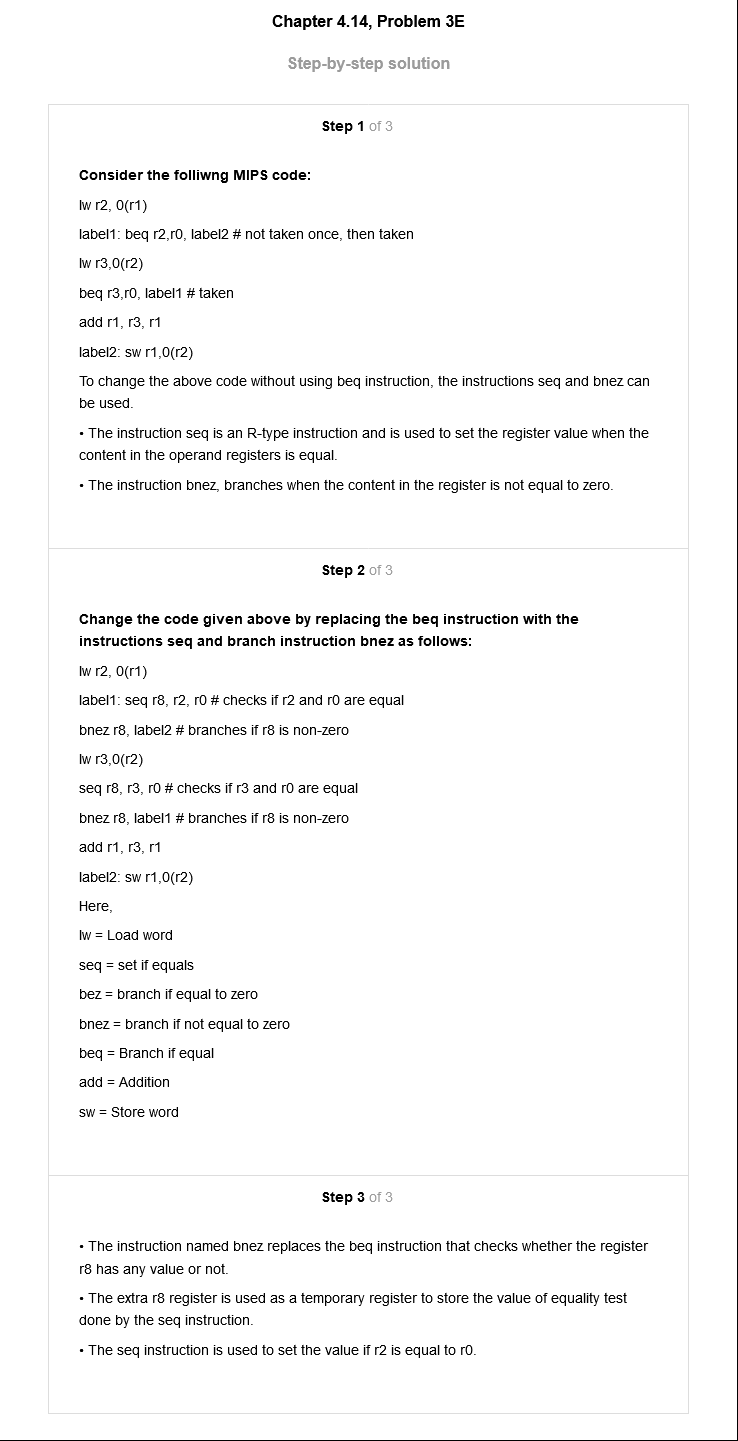 Chapter 4.14, Problem 3E
Step-by-step solution
Step 1 of 3
Consider the folliwng MIPS code:
lw r2, 0(r1)
label1: beq r2,r0, label2 # not taken once, then taken
lw r3,0(r2)
beq r3,r0, label1 # taken
add r1, r3, r1
label2: sw r1,0(r2)
To change the above code without using beq instruction, the instructions seq and bnez can
be used.
• The instruction seq is an R-type instruction and is used to set the register value when the
content in the operand registers is equal.
• The instruction bnez, branches when the content in the register is not equal to zero.
Step 2 of 3
Change the code given above by replacing the beq instruction with the
instructions seq and branch instruction bnez as follows:
lw r2, 0(r1)
label1: seq r8, r2, r0 # checks if r2 and r0 are equal
bnez r8, label2 # branches if r8 is non-zero
lw r3,0(r2)
seq r8, r3, r0 # checks if r3 and r0 are equal
bnez r8, label1 # branches if r8 is non-zero
add r1, r3, r1
label2: sw r1,0(r2)
Here,
lw = Load word
seq = set if equals
bez = branch if equal to zero
bnez = branch if not equal to zero
beq = Branch if equal
add = Addition
sw = Store word
Step 3 of 3
• The instruction named bnez replaces the beq instruction that checks whether the register
r8 has any value or not.
• The extra r8 register is used as a temporary register to store the value of equality test
done by the seq instruction.
• The seq instruction is used to set the value if r2 is equal to r0.